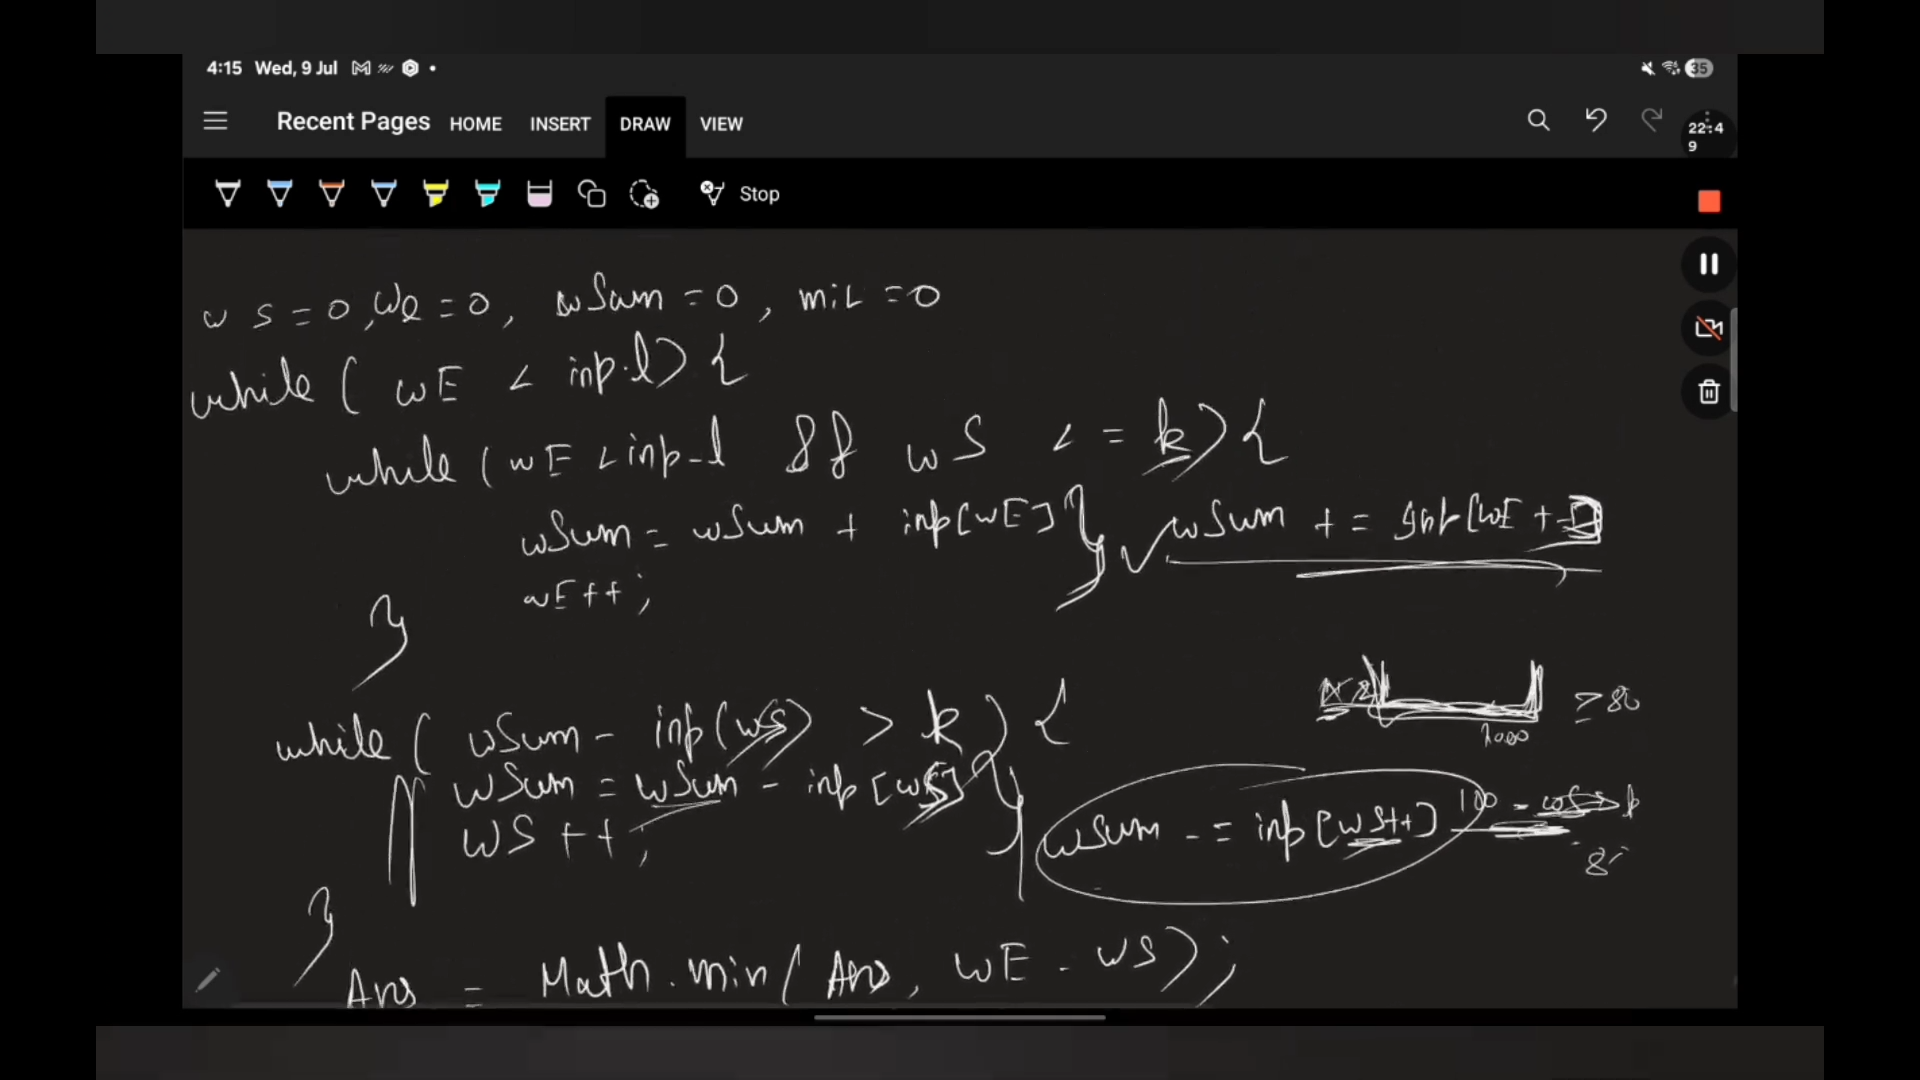 4:15 Wed, 9 Jul
35
Recent Pages HOME INSERT DRAW VIEW
22:4
9
Stop
ws=0, We=0, wSum=0, miL=0
while ( wE < inp.l) {
while ( wE < inp.l && wS <= k) {
wSum = wSum + inp[wE] }
wSum += inp[wE++]
wE++;
}
while ( wSum - inp(ws) > k) {
≥ 80
1000
wSum = wSum - inp[ws] }
wS++;
wSum -= inp[ws++]
100 -
k
8
}
Ans = Math.min( Ans, wE - ws);